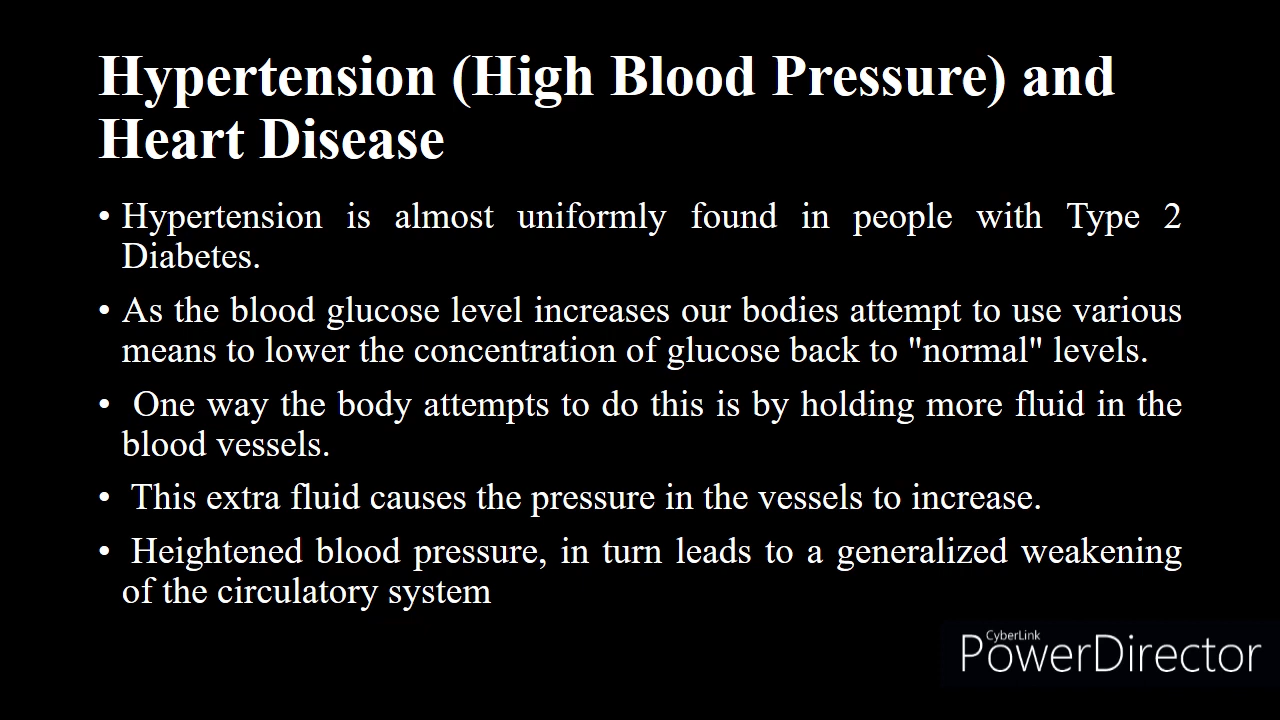 Hypertension (High Blood Pressure) and
Heart Disease
• Hypertension is almost uniformly found in people with Type 2
Diabetes.
• As the blood glucose level increases our bodies attempt to use various
means to lower the concentration of glucose back to "normal" levels.
• One way the body attempts to do this is by holding more fluid in the
blood vessels.
• This extra fluid causes the pressure in the vessels to increase.
• Heightened blood pressure, in turn leads to a generalized weakening
of the circulatory system
CyberLink
PowerDirector